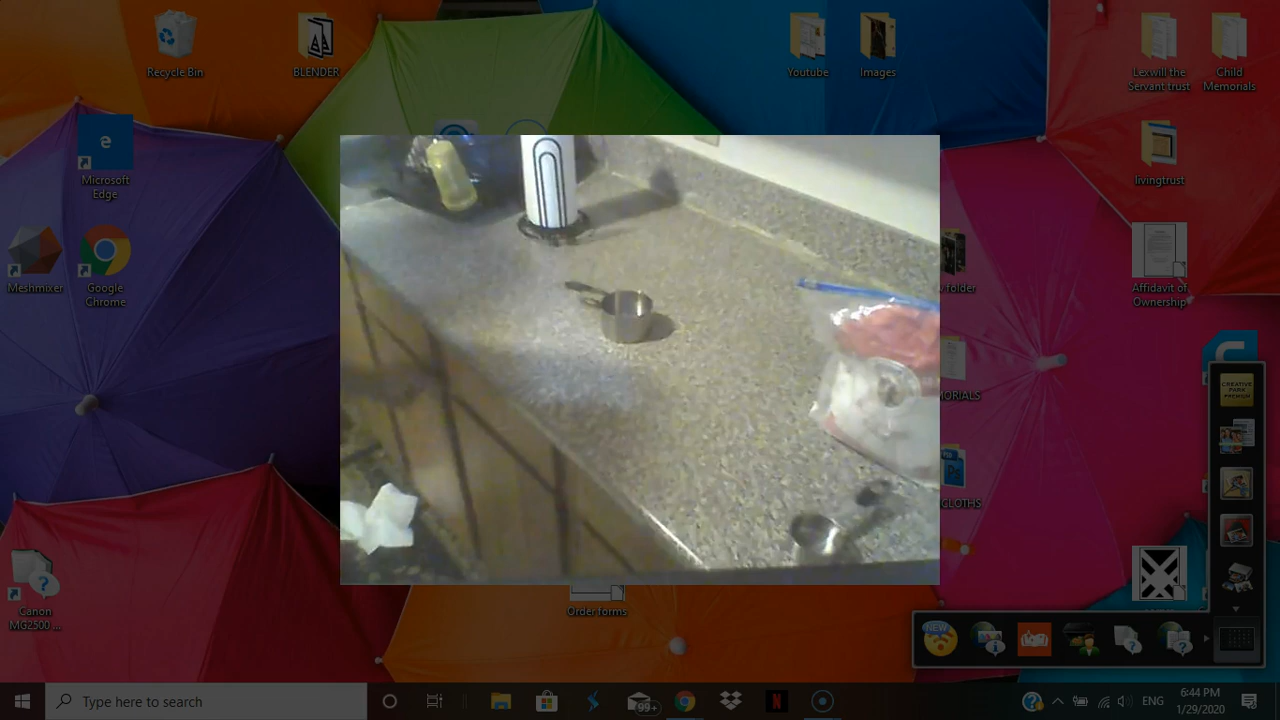 Recycle Bin
BLENDER
Youtube
Images
Lexwill the
Servant trust
Child
Memorials
Microsoft
Edge
livingtrust
Meshmixer
Google
Chrome
folder
Affidavit of
Ownership
CREATIVE
PARK
PREMIUM
Ps
Canon
MG2500 ...
Order forms
NEW
Type here to search
99+
N
ENG
6:44 PM
1/29/2020